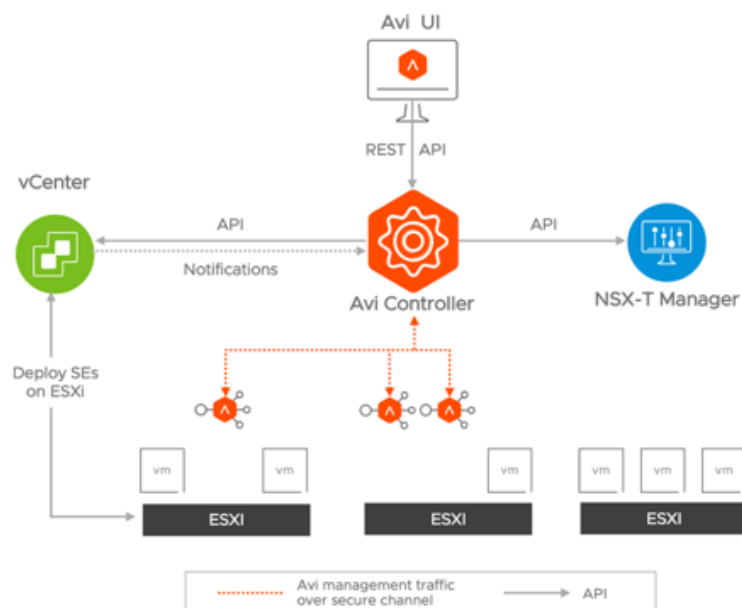 Avi UI
REST API
vCenter
API
API
Notifications
Avi Controller
NSX-T Manager
Deploy SEs
on ESXi
vm
vm
vm
vm
vm
vm
ESXI
ESXI
ESXI
Avi management traffic
over secure channel
API